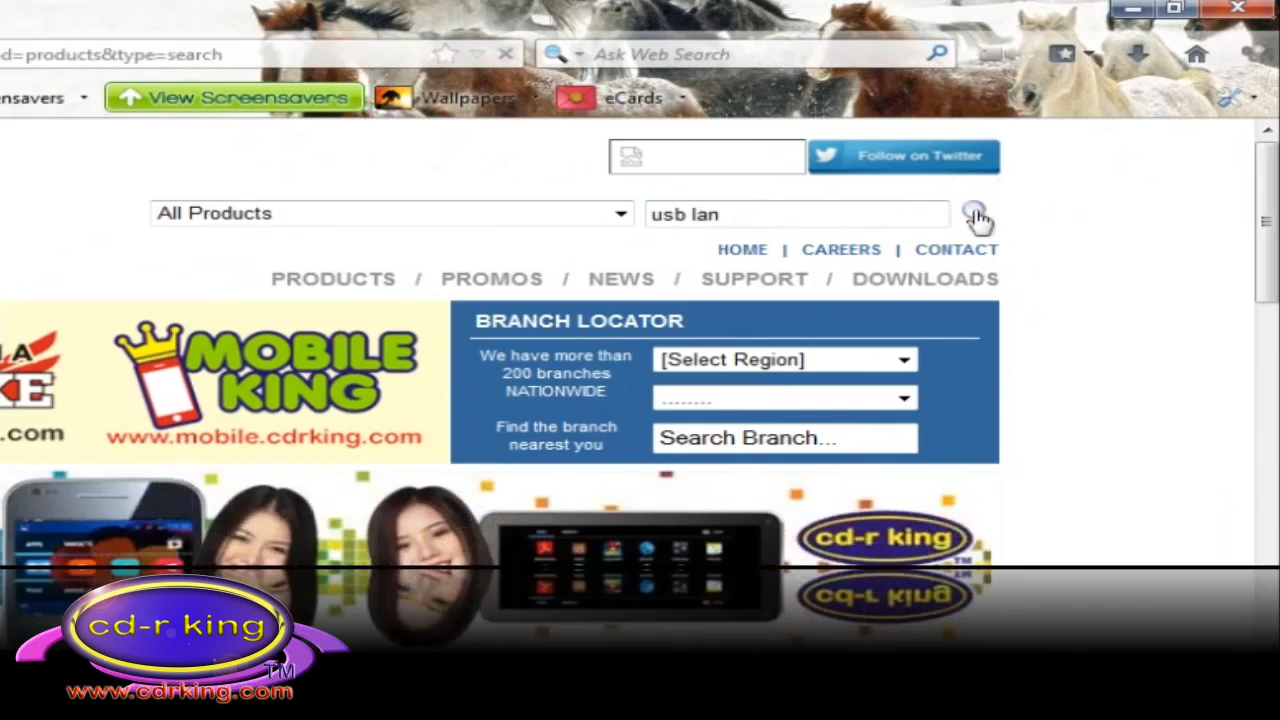 d=products&type=search
Ask Web Search
ensavers
View Screensavers
Wallpapers
eCards
Follow on Twitter
All Products
usb lan
HOME | CAREERS | CONTACT
PRODUCTS / PROMOS / NEWS / SUPPORT / DOWNLOADS
BRANCH LOCATOR
We have more than
200 branches
NATIONWIDE
[Select Region]
--------
Find the branch
nearest you
Search Branch...
A
KE
.com
MOBILE
KING
www.mobile.cdrking.com
cd-r king
TM
cd-r king
TM
www.cdrking.com